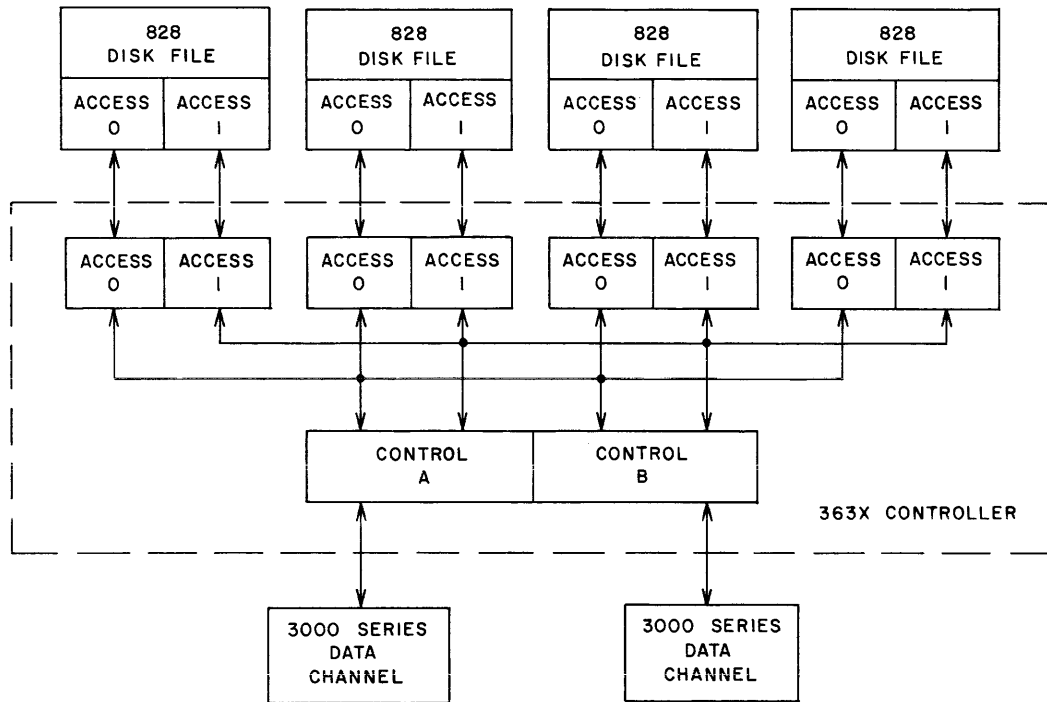 828
DISK FILE
828
DISK FILE
828
DISK FILE
828
DISK FILE
ACCESS
0
ACCESS
1
ACCESS
0
ACCESS
1
ACCESS
0
ACCESS
1
ACCESS
0
ACCESS
1
ACCESS
0
ACCESS
1
ACCESS
0
ACCESS
1
ACCESS
0
ACCESS
1
ACCESS
0
ACCESS
1
CONTROL
A
CONTROL
B
363X CONTROLLER
3000 SERIES
DATA
CHANNEL
3000 SERIES
DATA
CHANNEL